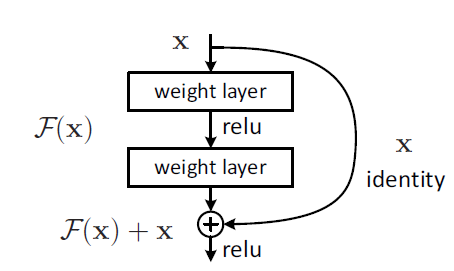 x
weight layer
relu
F(x)
weight layer
x
identity
F(x) + x
relu